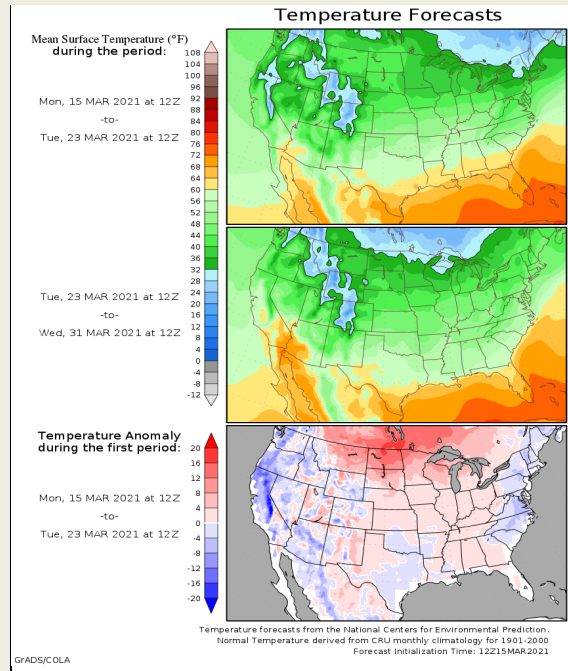 Temperature Forecasts
Mean Surface Temperature (°F)
during the period:
Mon, 15 MAR 2021 at 12Z
-to-
Tue, 23 MAR 2021 at 12Z
108
104
100
96
92
88
84
80
76
72
68
64
60
56
52
48
44
40
36
32
28
24
20
16
12
8
4
0
-4
-8
-12
Tue, 23 MAR 2021 at 12Z
-to-
Wed, 31 MAR 2021 at 12Z
Temperature Anomaly
during the first period:
Mon, 15 MAR 2021 at 12Z
-to-
Tue, 23 MAR 2021 at 12Z
20
16
12
8
4
0
-4
-8
-12
-16
-20
Temperature forecasts from the National Centers for Environmental Prediction.
Normal Temperature derived from CRU monthly climatology for 1901-2000
Forecast Initialization Time: 12Z15MAR2021
GrADS/COLA